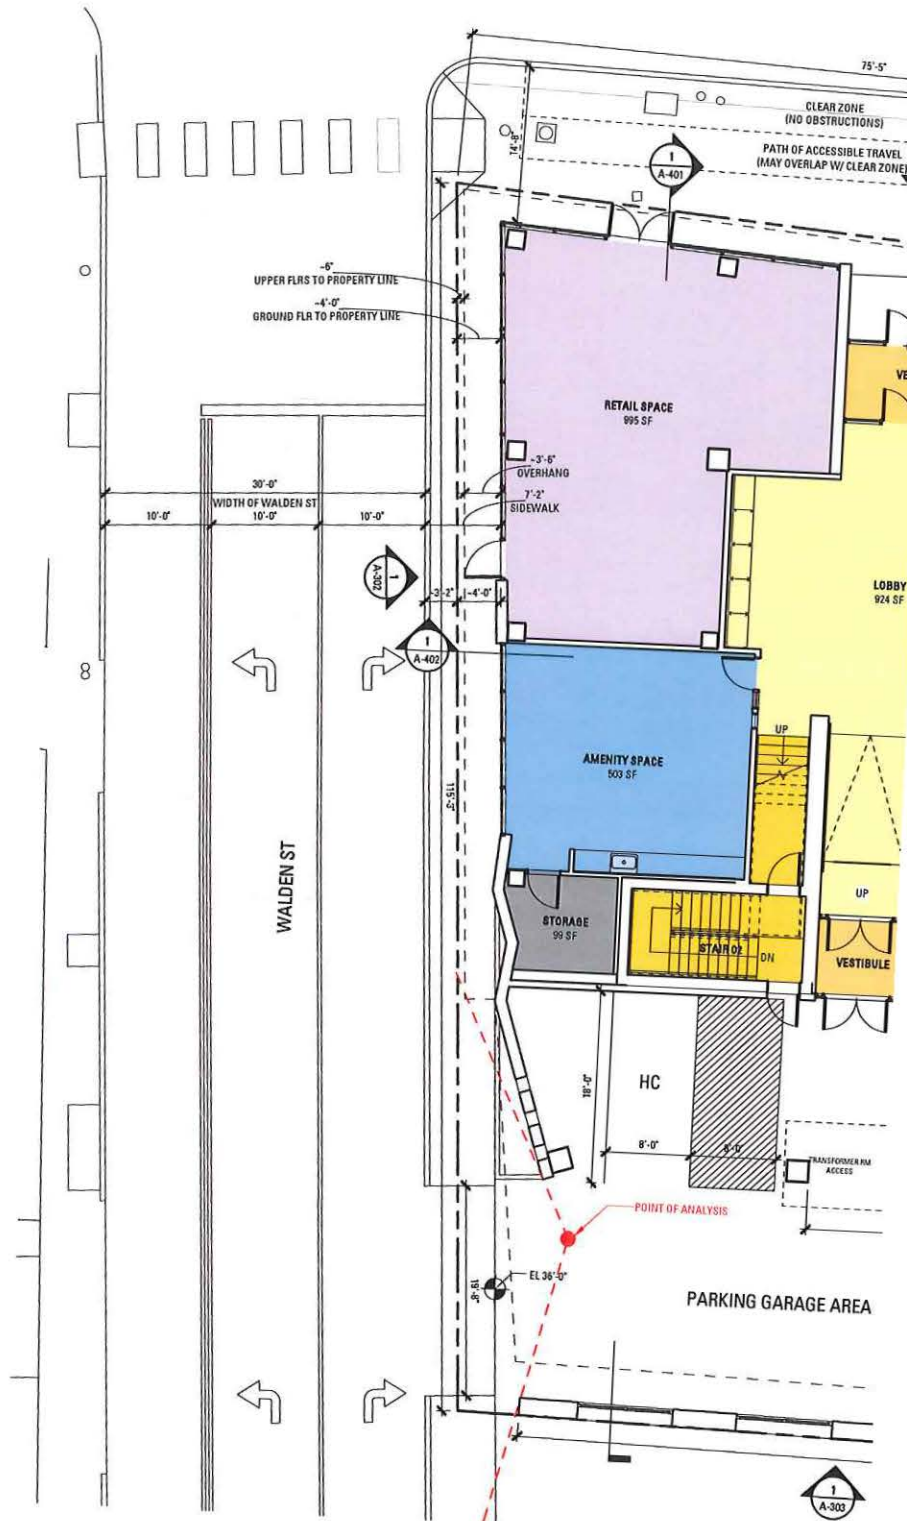 75'-5"
CLEAR ZONE
(NO OBSTRUCTIONS)
14'-8"
PATH OF ACCESSIBLE TRAVEL
(MAY OVERLAP W/ CLEAR ZONE)
1
A-401
~6"
UPPER FLRS TO PROPERTY LINE
~4'-0"
GROUND FLR TO PROPERTY LINE
VE
RETAIL SPACE
995 SF
~3'-6"
OVERHANG
30'-0"
WIDTH OF WALDEN ST
7'-2"
SIDEWALK
10'-0"
10'-0"
10'-0"
1
A-302
~3'-2"
~4'-0"
LOBBY
924 SF
1
A-402
UP
AMENITY SPACE
503 SF
115'-3"
WALDEN ST
UP
STORAGE
99 SF
STAIR 02
DN
VESTIBULE
18'-0"
HC
8'-0"
8'-0"
TRANSFORMER RM
ACCESS
POINT OF ANALYSIS
EL 36'-0"
19'-8"
PARKING GARAGE AREA
1
A-303